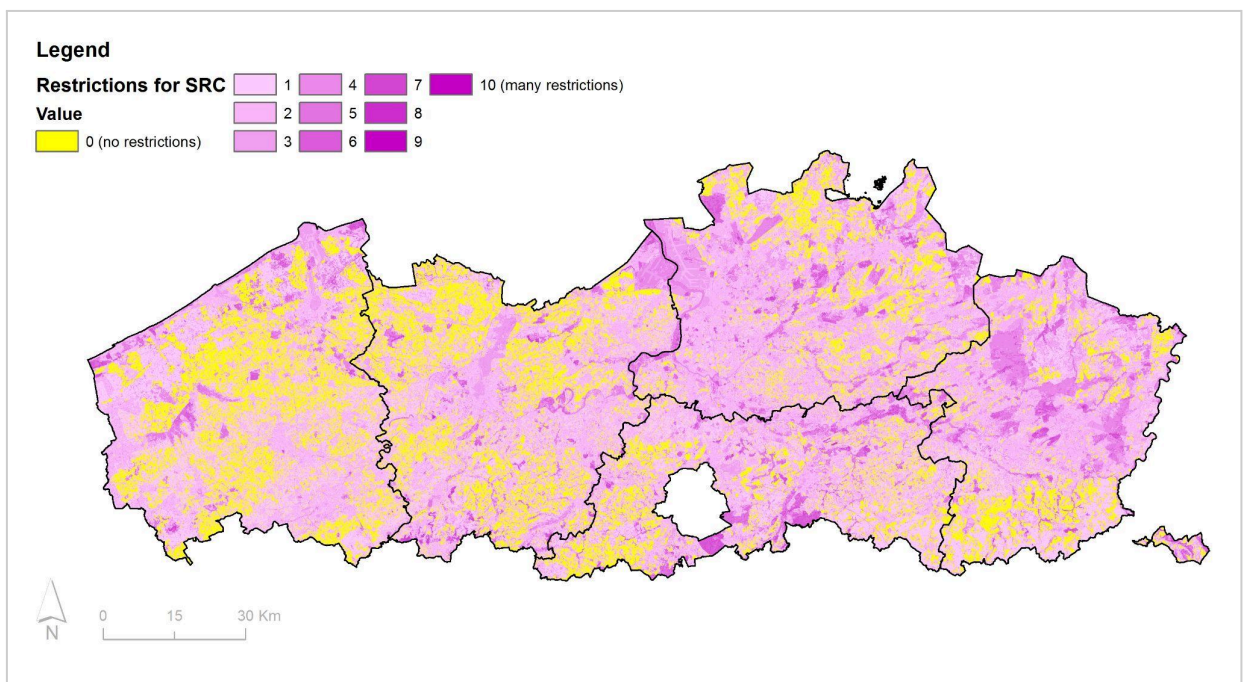 Legend
Restrictions for SRC 1 4 7 10 (many restrictions)
Value 2 5 8
0 (no restrictions) 3 6 9
0 15 30 Km
N